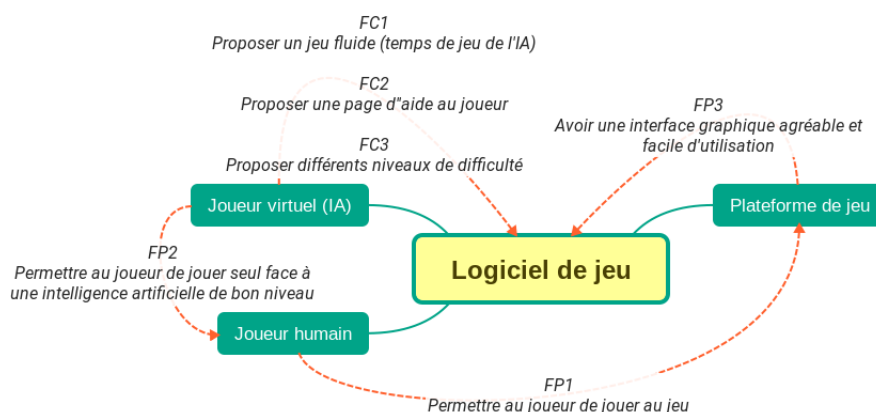 FC1
Proposer un jeu fluide (temps de jeu de l'IA)
FC2
Proposer une page d"aide au joueur
FC3
Proposer différents niveaux de difficulté
FP3
Avoir une interface graphique agréable et
facile d'utilisation
Joueur virtuel (IA)
Plateforme de jeu
FP2
Permettre au joueur de jouer seul face à
une intelligence artificielle de bon niveau
Logiciel de jeu
Joueur humain
FP1
Permettre au joueur de jouer au jeu